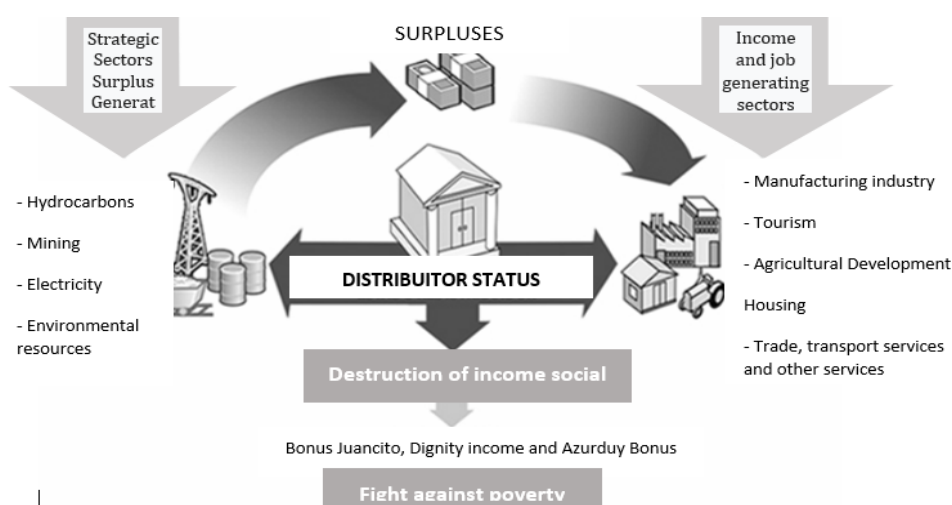 Strategic
Sectors
Surplus
Generat
SURPLUSES
Income
and job
generating
sectors
- Hydrocarbons
- Mining
- Electricity
- Environmental
resources
DISTRIBUITOR STATUS
- Manufacturing industry
- Tourism
- Agricultural Development
Housing
- Trade, transport services
and other services
Destruction of income social
Bonus Juancito, Dignity income and Azurduy Bonus
Fight against poverty